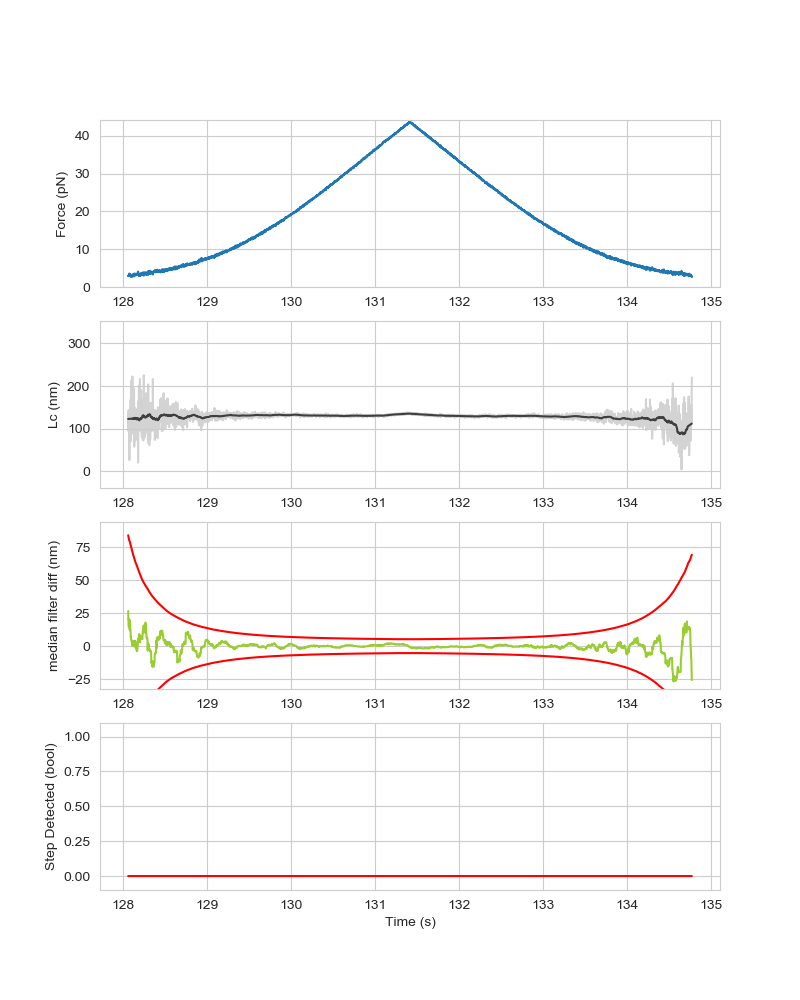 Force (pN)
40
30
20
10
0
128 129 130 131 132 133 134 135
Lc (nm)
300
200
100
0
128 129 130 131 132 133 134 135
median filter diff (nm)
75
50
25
0
−25
128 129 130 131 132 133 134 135
Step Detected (bool)
1.00
0.75
0.50
0.25
0.00
128 129 130 131 132 133 134 135
Time (s)